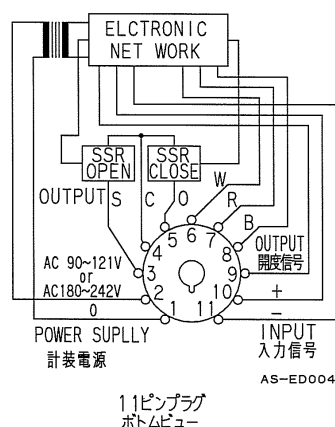 ELCTRONIC
NET WORK
SSR
OPEN
SSR
CLOSE
OUTPUT S C O W R B
1 2 3 4 5 6 7 8 9 10 11
OUTPUT
開度信号
AC 90~121V
or
AC180~242V
0
+
-
POWER SUPLLY
計装電源
INPUT
入力信号
AS-ED004
11ピンプラグ
ボトムビュー